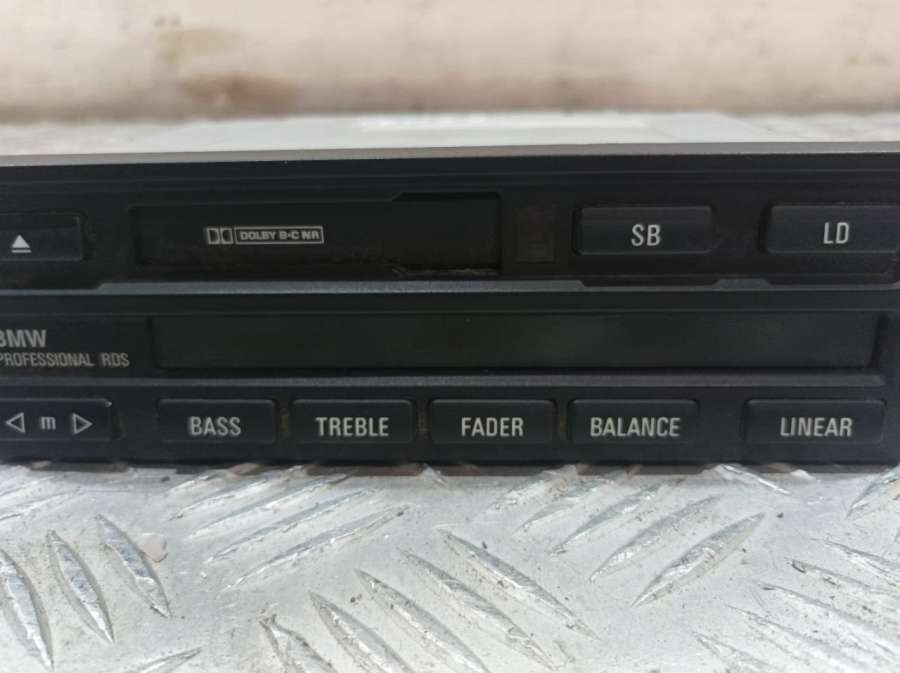 DOLBY B·C NR
SB
LD
BMW
PROFESSIONAL RDS
m
BASS
TREBLE
FADER
BALANCE
LINEAR